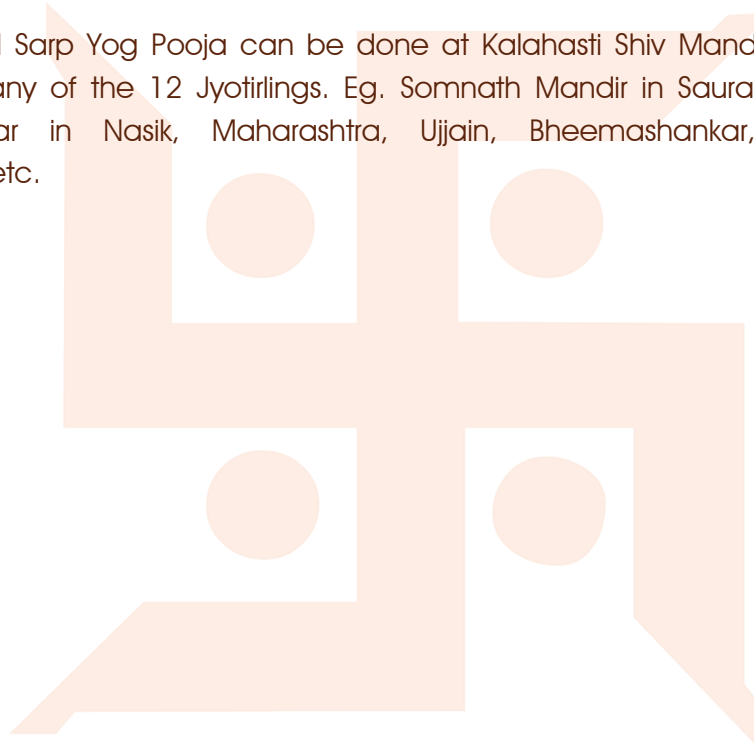 Sarp Yog Pooja can be done at Kalahasti Shiv Mand
any of the 12 Jyotirlings. Eg. Somnath Mandir in Saura
ar in Nasik, Maharashtra, Ujjain, Bheemashankar,
etc.